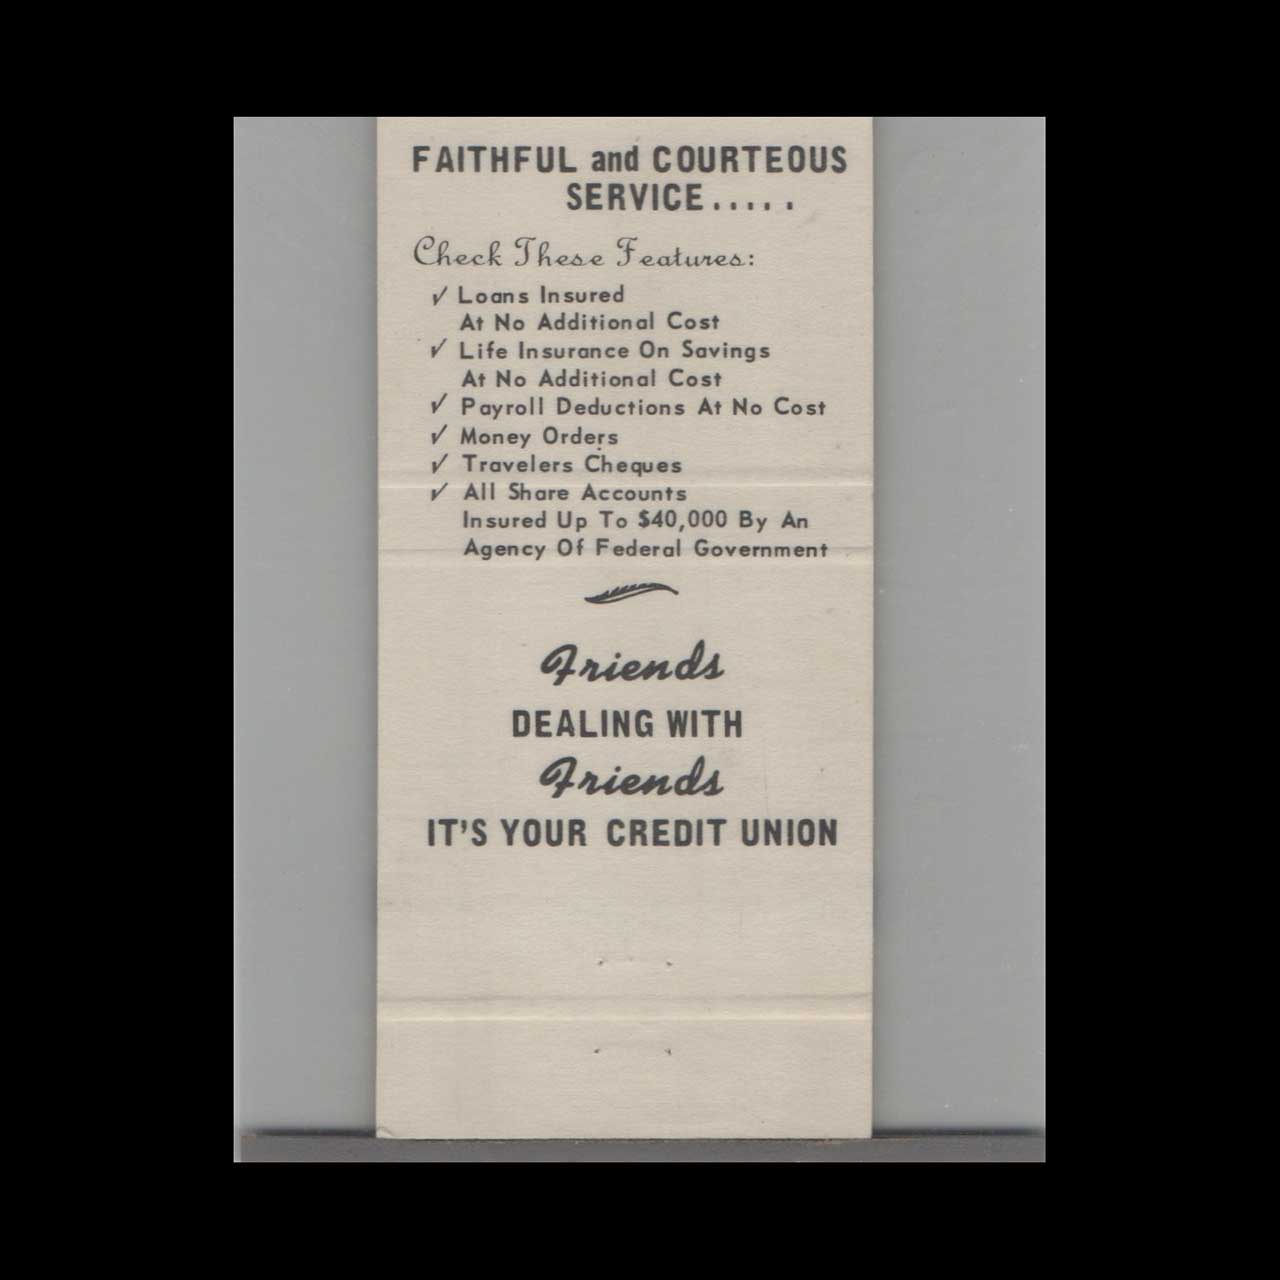 FAITHFUL and COURTEOUS
SERVICE.....
Check These Features:
✓ Loans Insured
At No Additional Cost
✓ Life Insurance On Savings
At No Additional Cost
✓ Payroll Deductions At No Cost
✓ Money Orders
✓ Travelers Cheques
✓ All Share Accounts
Insured Up To $40,000 By An
Agency Of Federal Government
Friends
DEALING WITH
Friends
IT'S YOUR CREDIT UNION